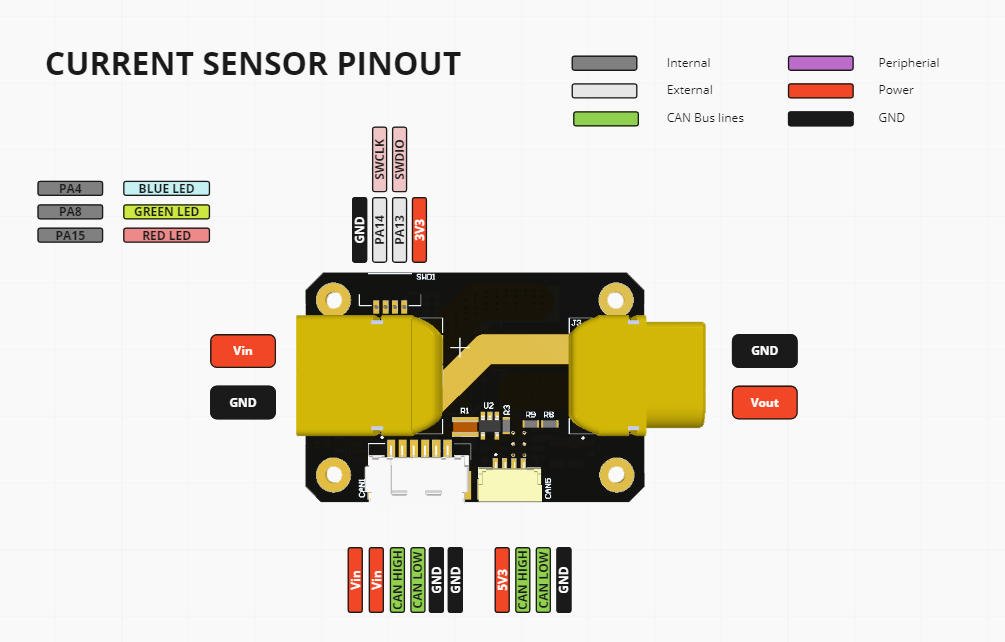 CURRENT SENSOR PINOUT
Internal
Peripherial
External
Power
CAN Bus lines
GND
SWCLK
SWDIO
PA4
BLUE LED
PA8
GREEN LED
PA15
RED LED
GND
PA14
PA13
3V3
SWD1
J3
Vin
GND
GND
Vout
R1
U2
R3
R9
R8
CAN1
CAN5
Vin
Vin
CAN HIGH
CAN LOW
GND
GND
5V3
CAN HIGH
CAN LOW
GND